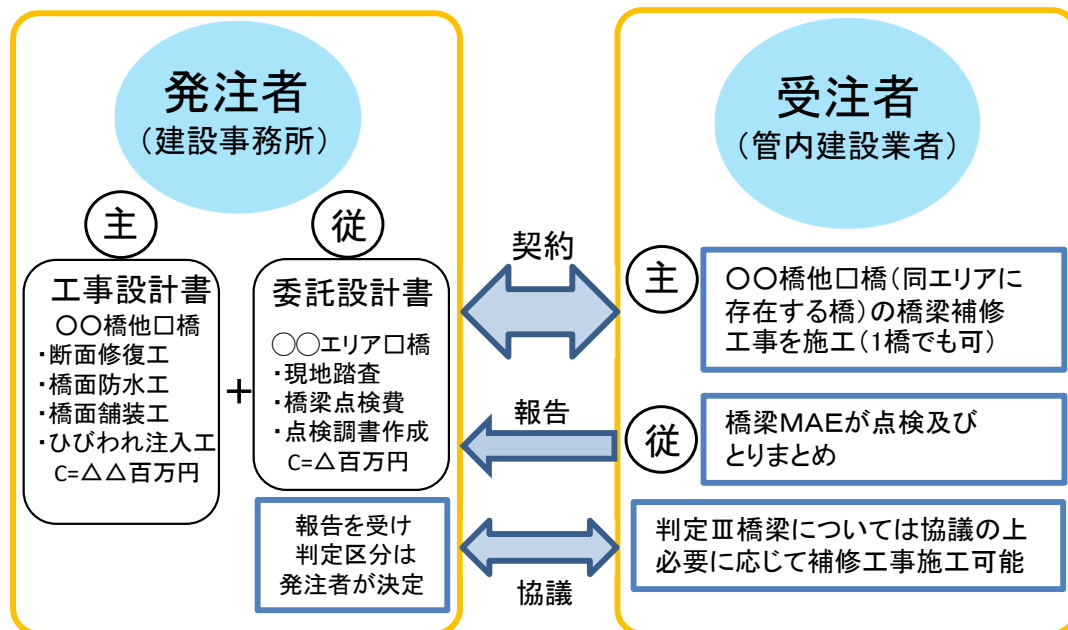 発注者
(建設事務所)
主
従
工事設計書
〇〇橋他口橋
・断面修復工
・橋面防水工
・橋面舗装工
・ひびわれ注入工
C=△△百万円
+
委託設計書
◯◯エリア口橋
・現地踏査
・橋梁点検費
・点検調書作成
C=△百万円
報告を受け
判定区分は
発注者が決定
契約
報告
協議
受注者
(管内建設業者)
主
〇〇橋他口橋(同エリアに
存在する橋)の橋梁補修
工事を施工(1橋でも可)
従
橋梁MAEが点検及び
とりまとめ
判定Ⅲ橋梁については協議の上
必要に応じて補修工事施工可能